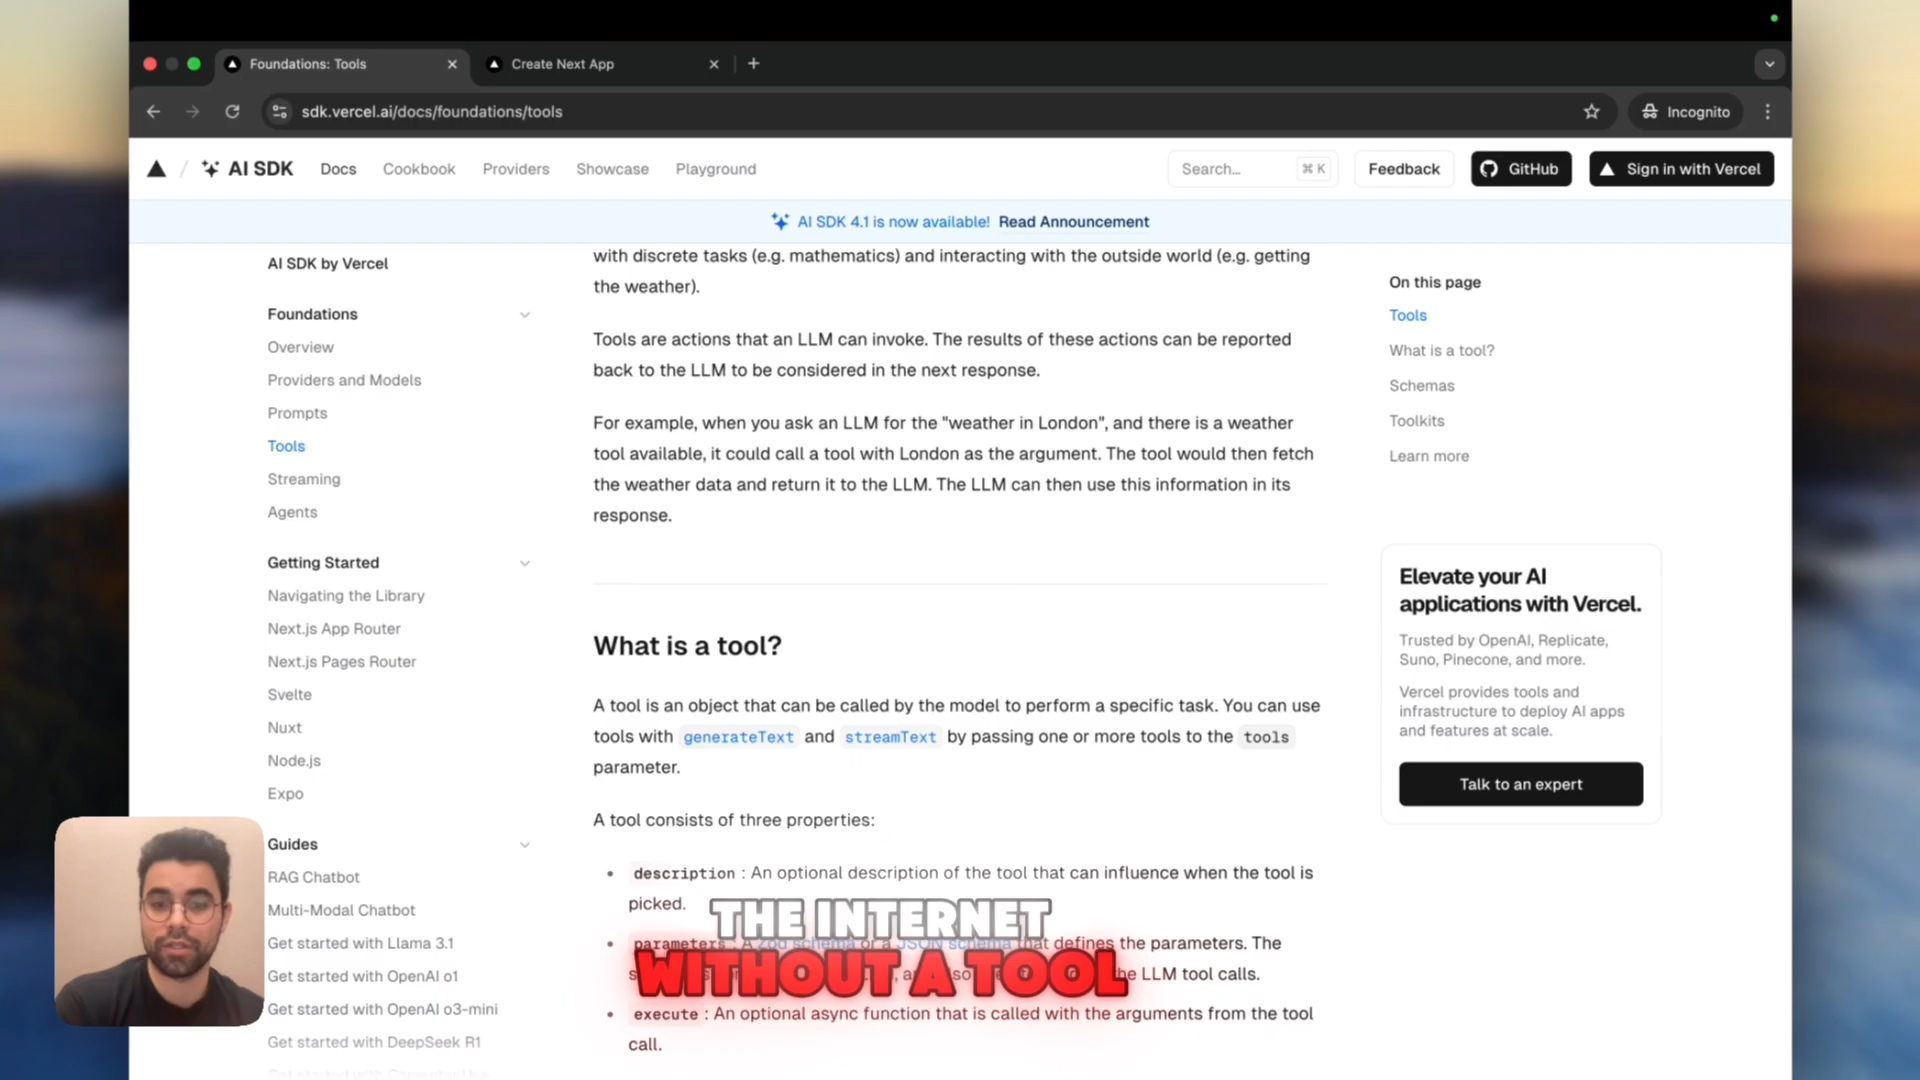 Foundations: Tools
Create Next App
sdk.vercel.ai/docs/foundations/tools
Incognito
AI SDK
Docs
Cookbook
Providers
Showcase
Playground
Search...
⌘ K
Feedback
GitHub
Sign in with Vercel
AI SDK 4.1 is now available! Read Announcement
AI SDK by Vercel
Foundations
Overview
Providers and Models
Prompts
Tools
Streaming
Agents
Getting Started
Navigating the Library
Next.js App Router
Next.js Pages Router
Svelte
Nuxt
Node.js
Expo
Guides
RAG Chatbot
Multi-Modal Chatbot
Get started with Llama 3.1
Get started with OpenAI o1
Get started with OpenAI o3-mini
Get started with DeepSeek R1
with discrete tasks (e.g. mathematics) and interacting with the outside world (e.g. getting
the weather).
Tools are actions that an LLM can invoke. The results of these actions can be reported
back to the LLM to be considered in the next response.
For example, when you ask an LLM for the "weather in London", and there is a weather
tool available, it could call a tool with London as the argument. The tool would then fetch
the weather data and return it to the LLM. The LLM can then use this information in its
response.
What is a tool?
A tool is an object that can be called by the model to perform a specific task. You can use
tools with generateText and streamText by passing one or more tools to the tools
parameter.
A tool consists of three properties:
• description : An optional description of the tool that can influence when the tool is
picked.
• parameters : A Zod schema or a JSON schema that defines the parameters. The
the LLM tool calls.
• execute : An optional async function that is called with the arguments from the tool
call.
THE INTERNET
WITHOUT A TOOL
On this page
Tools
What is a tool?
Schemas
Toolkits
Learn more
Elevate your AI
applications with Vercel.
Trusted by OpenAI, Replicate,
Suno, Pinecone, and more.
Vercel provides tools and
infrastructure to deploy AI apps
and features at scale.
Talk to an expert